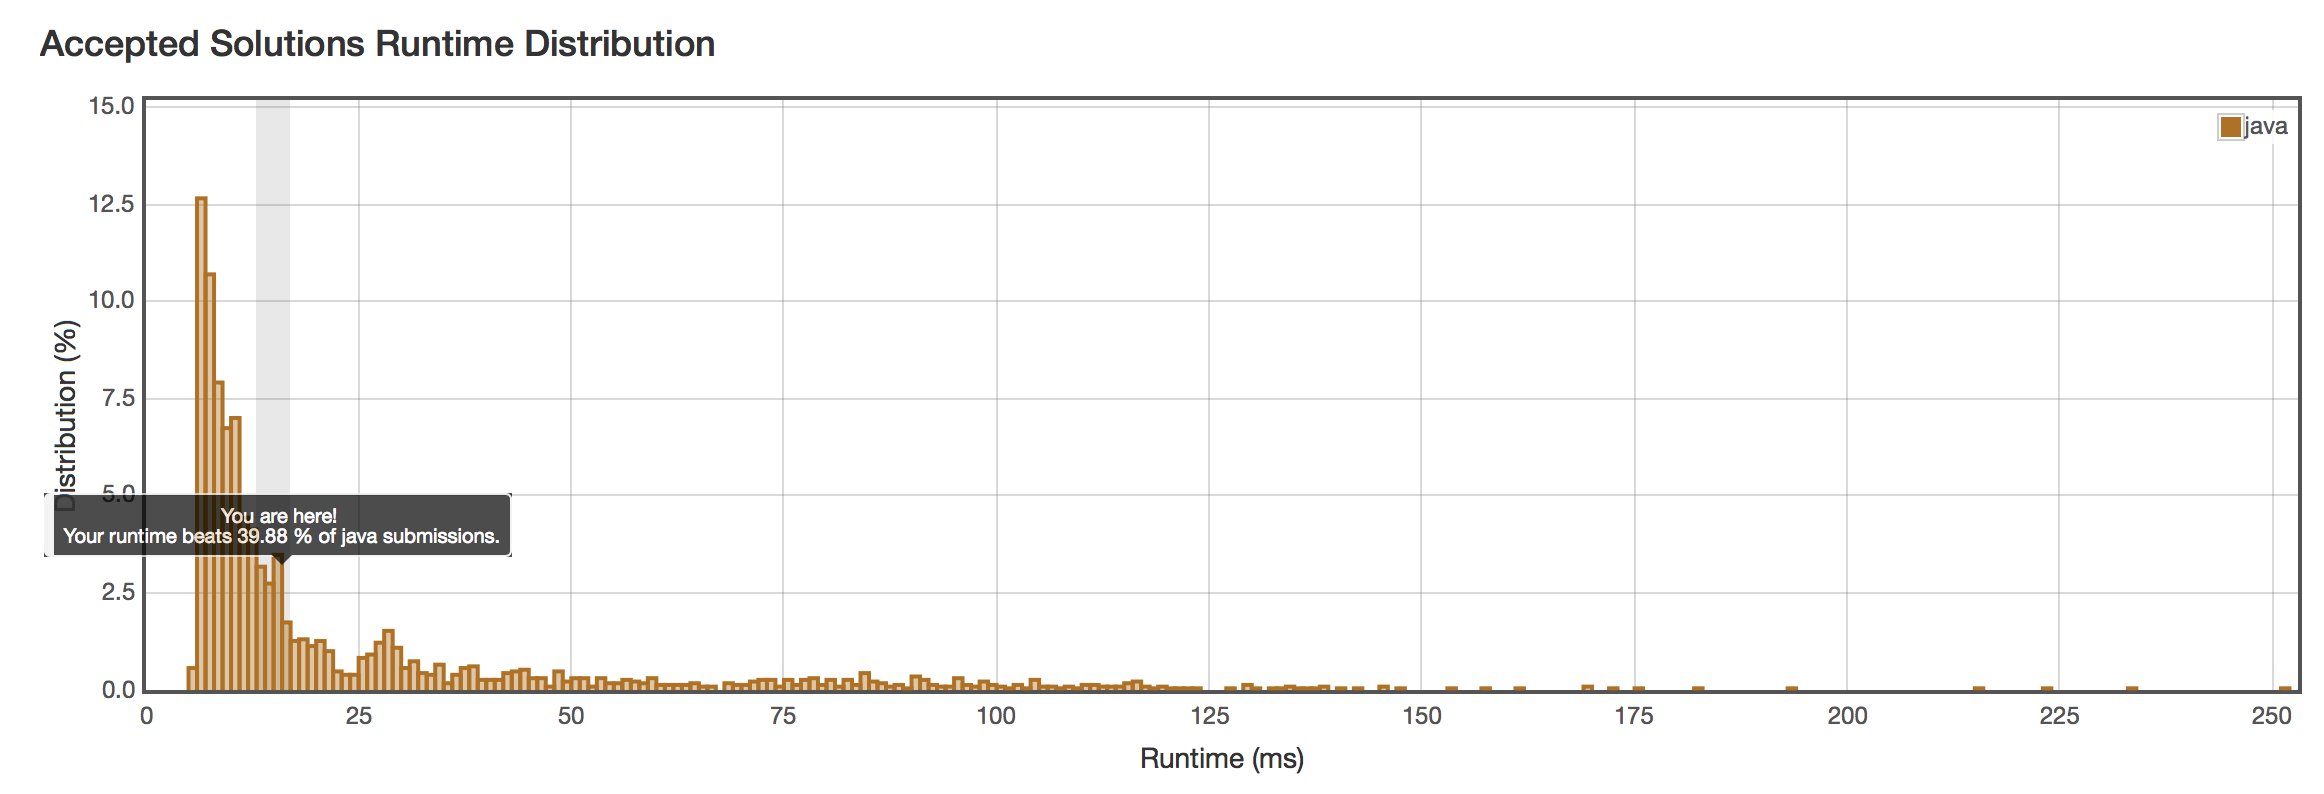 Accepted Solutions Runtime Distribution
15.0
12.5
10.0
7.5
5.0
2.5
0.0
Distribution (%)
java
You are here!
Your runtime beats 39.88 % of java submissions.
0 25 50 75 100 125 150 175 200 225 250
Runtime (ms)